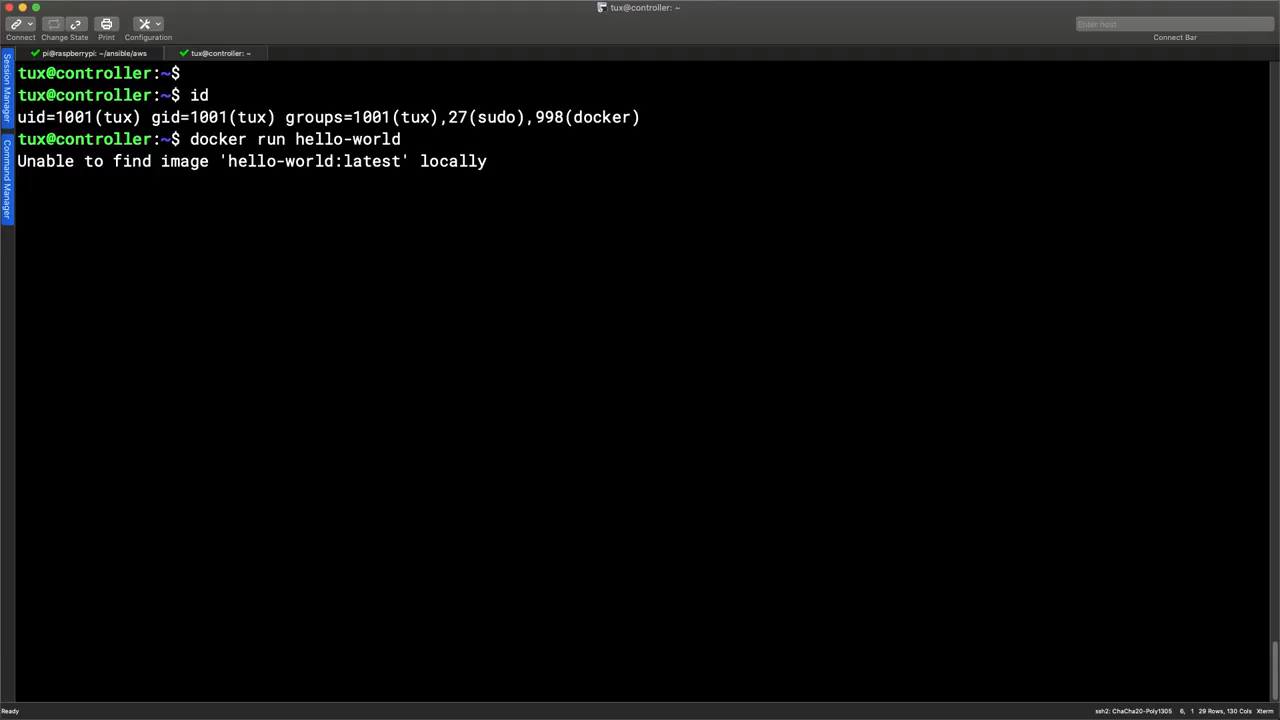 tux@controller: ~
Connect
Change State
Print
Configuration
Enter host
Connect Bar
pi@raspberrypi: ~/ansible/aws
tux@controller: ~
Session Manager
Command Manager
tux@controller:~$
tux@controller:~$ id
uid=1001(tux) gid=1001(tux) groups=1001(tux),27(sudo),998(docker)
tux@controller:~$ docker run hello-world
Unable to find image 'hello-world:latest' locally
Ready
ssh2: ChaCha20-Poly1305 6, 1 29 Rows, 130 Cols Xterm